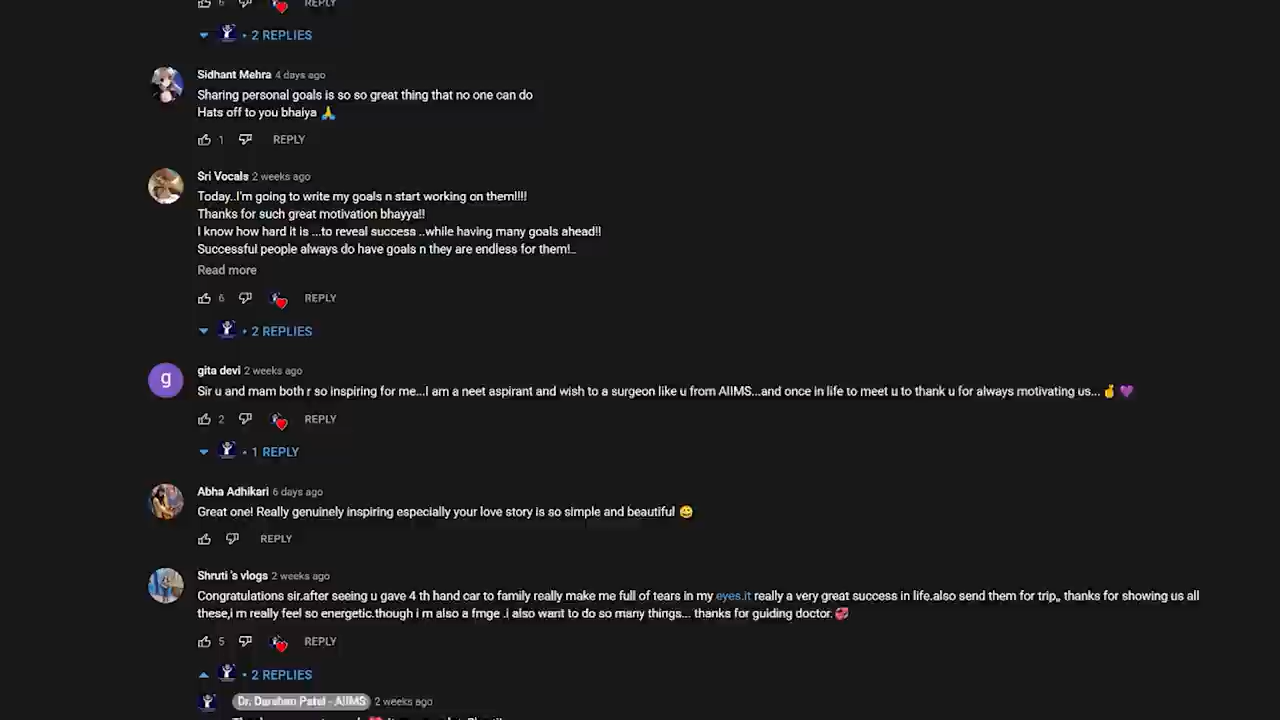 6 REPLY
• 2 REPLIES
Sidhant Mehra 4 days ago
Sharing personal goals is so so great thing that no one can do
Hats off to you bhaiya 🙏
1 REPLY
Sri Vocals 2 weeks ago
Today..I'm going to write my goals n start working on them!!!!
Thanks for such great motivation bhayya!!
I know how hard it is ...to reveal success ..while having many goals ahead!!
Successful people always do have goals n they are endless for them!..
Read more
6 REPLY
• 2 REPLIES
g
gita devi 2 weeks ago
Sir u and mam both r so inspiring for me...I am a neet aspirant and wish to a surgeon like u from AIIMS...and once in life to meet u to thank u for always motivating us... 🤞 💜
2 REPLY
• 1 REPLY
Abha Adhikari 6 days ago
Great one! Really genuinely inspiring especially your love story is so simple and beautiful 😀
REPLY
Shruti 's vlogs 2 weeks ago
Congratulations sir.after seeing u gave 4 th hand car to family really make me full of tears in my eyes.it really a very great success in life.also send them for trip,, thanks for showing us all
these,i m really feel so energetic.though i m also a fmge .i also want to do so many things... thanks for guiding doctor. 💞
5 REPLY
• 2 REPLIES
Dr. Darshan Patel - AIIMS 2 weeks ago